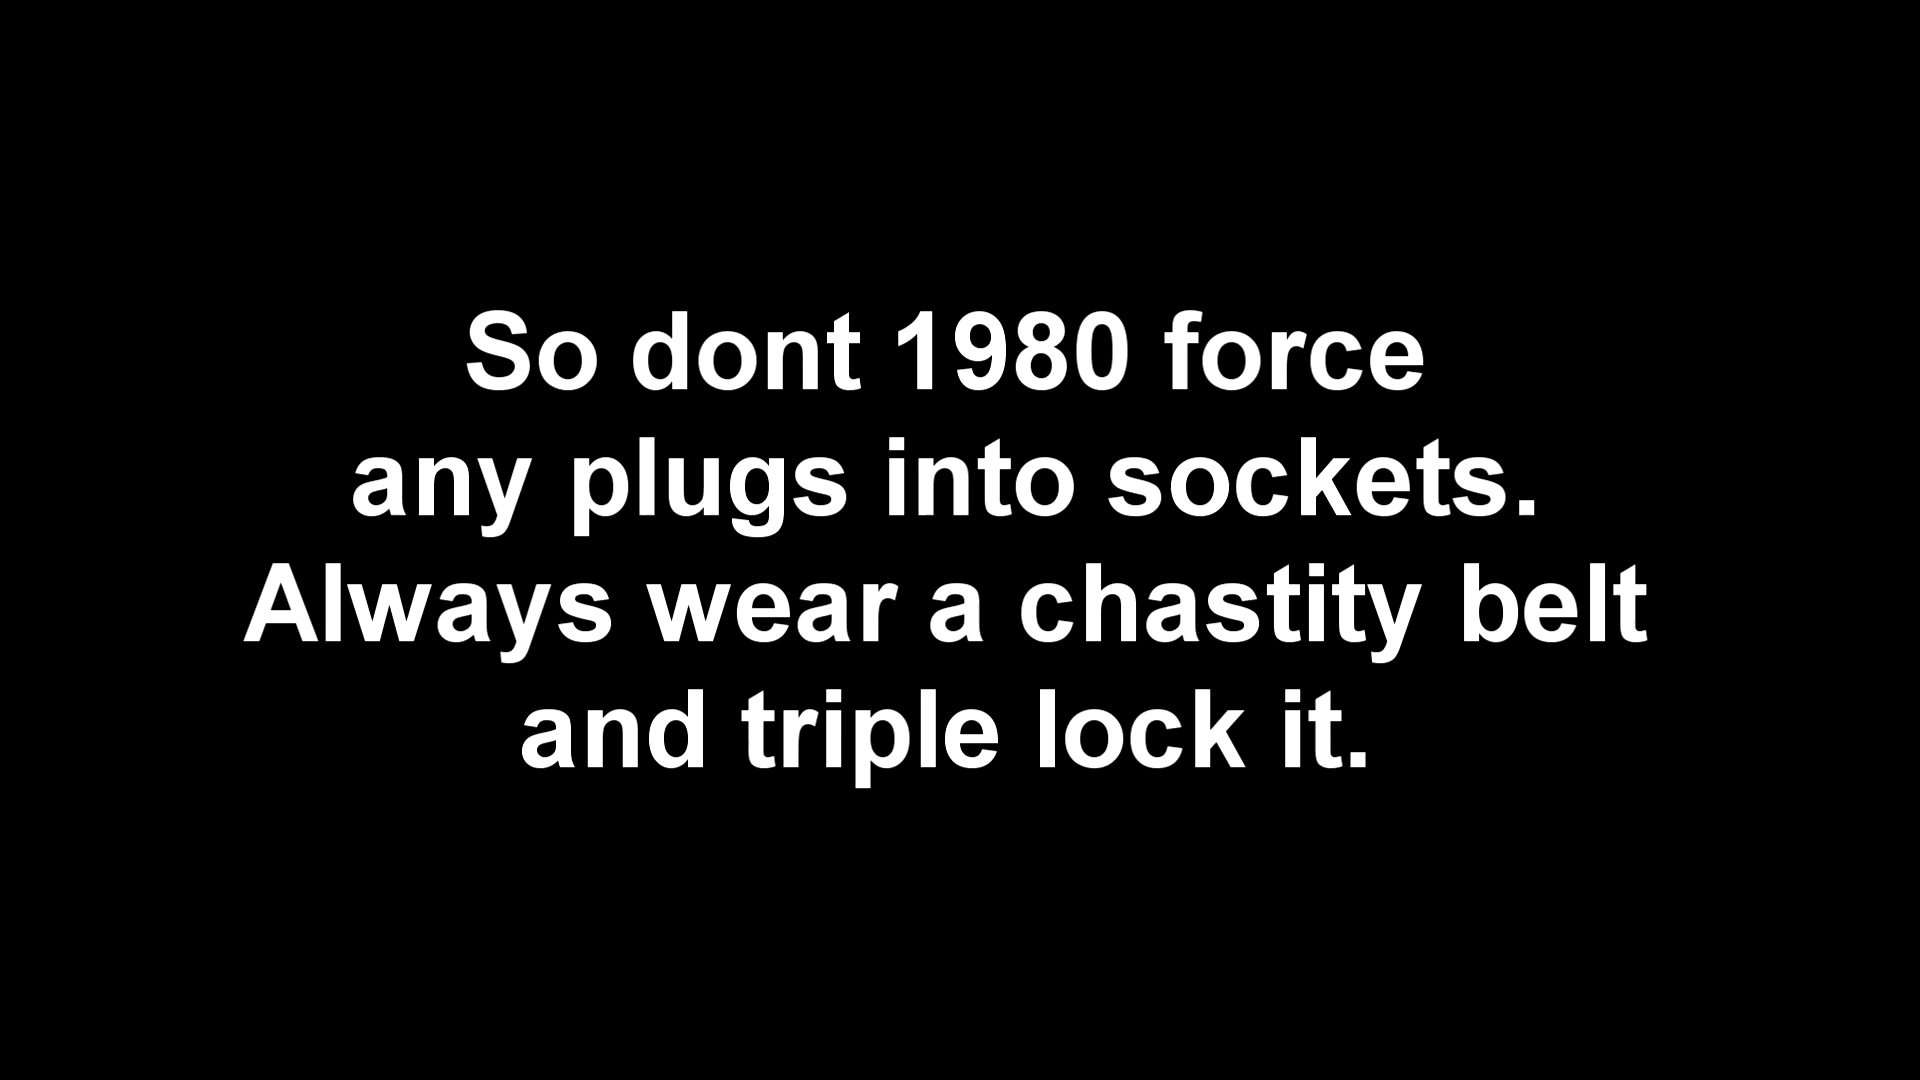 So dont 1980 force
any plugs into sockets.
Always wear a chastity belt
and triple lock it.